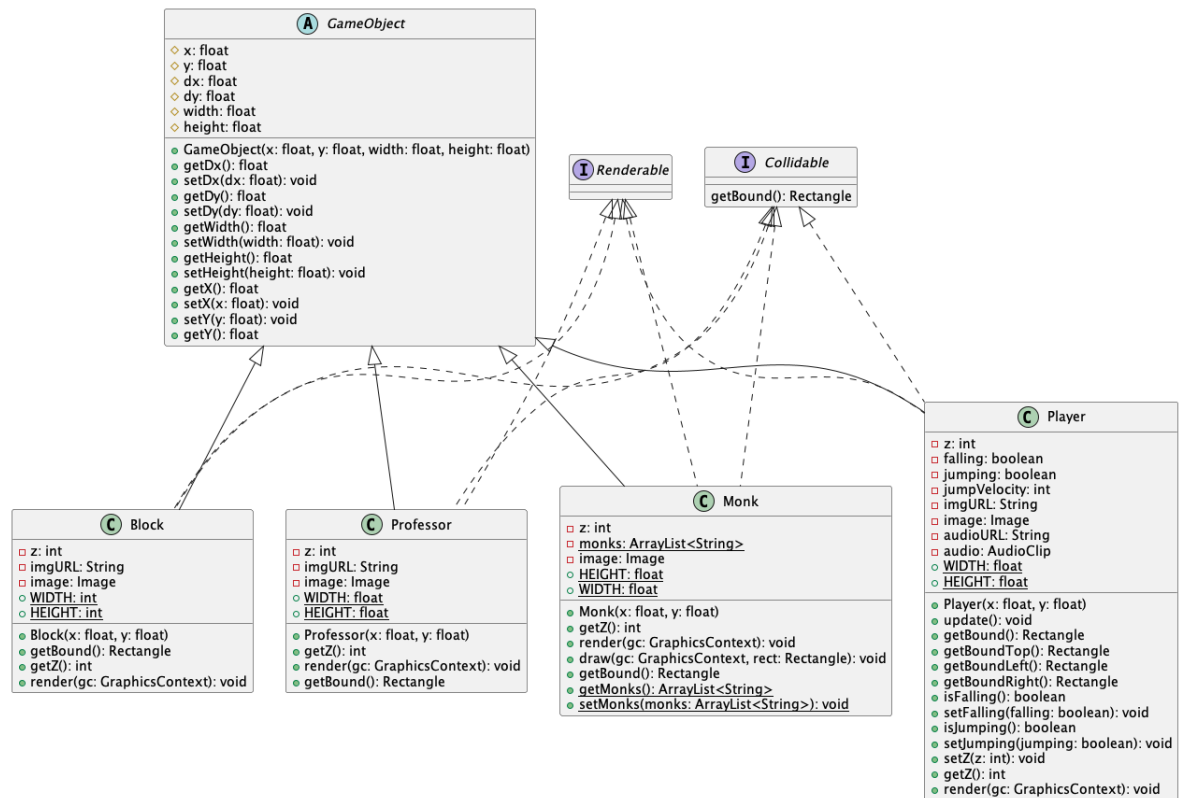 A GameObject
x: float
y: float
dx: float
dy: float
width: float
height: float
GameObject(x: float, y: float, width: float, height: float)
getDx(): float
setDx(dx: float): void
getDy(): float
setDy(dy: float): void
getWidth(): float
setWidth(width: float): void
getHeight(): float
setHeight(height: float): void
getX(): float
setX(x: float): void
setY(y: float): void
getY(): float
I Renderable
I Collidable
getBound(): Rectangle
C Block
z: int
imgURL: String
image: Image
WIDTH: int
HEIGHT: int
Block(x: float, y: float)
getBound(): Rectangle
getZ(): int
render(gc: GraphicsContext): void
C Professor
z: int
imgURL: String
image: Image
WIDTH: float
HEIGHT: float
Professor(x: float, y: float)
getZ(): int
render(gc: GraphicsContext): void
getBound(): Rectangle
C Monk
z: int
monks: ArrayList<String>
image: Image
HEIGHT: float
WIDTH: float
Monk(x: float, y: float)
getZ(): int
render(gc: GraphicsContext): void
draw(gc: GraphicsContext, rect: Rectangle): void
getBound(): Rectangle
getMonks(): ArrayList<String>
setMonks(monks: ArrayList<String>): void
C Player
z: int
falling: boolean
jumping: boolean
jumpVelocity: int
imgURL: String
image: Image
audioURL: String
audio: AudioClip
WIDTH: float
HEIGHT: float
Player(x: float, y: float)
update(): void
getBound(): Rectangle
getBoundTop(): Rectangle
getBoundLeft(): Rectangle
getBoundRight(): Rectangle
isFalling(): boolean
setFalling(falling: boolean): void
isJumping(): boolean
setJumping(jumping: boolean): void
setZ(z: int): void
getZ(): int
render(gc: GraphicsContext): void